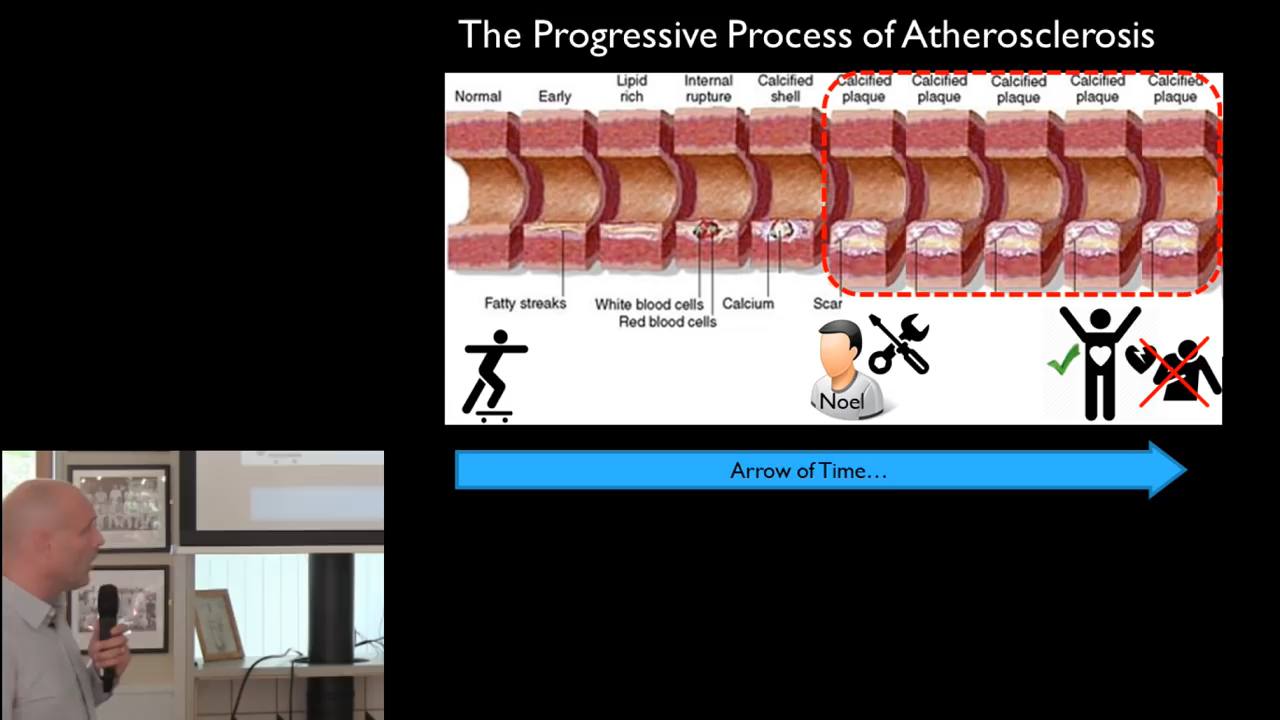 The Progressive Process of Atherosclerosis
Normal
Early
Lipid
rich
Internal
rupture
Calcified
shell
Calcified
plaque
Calcified
plaque
Calcified
plaque
Calcified
plaque
Calcified
plaque
Fatty streaks
White blood cells
Red blood cells
Calcium
Scar
Noel
Arrow of Time...